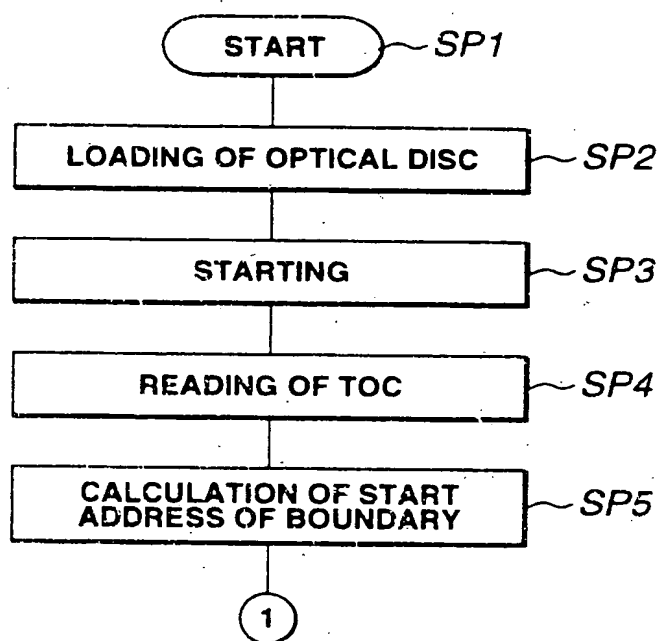 START SP1
LOADING OF OPTICAL DISC SP2
STARTING SP3
READING OF TOC SP4
CALCULATION OF START
ADDRESS OF BOUNDARY SP5
1